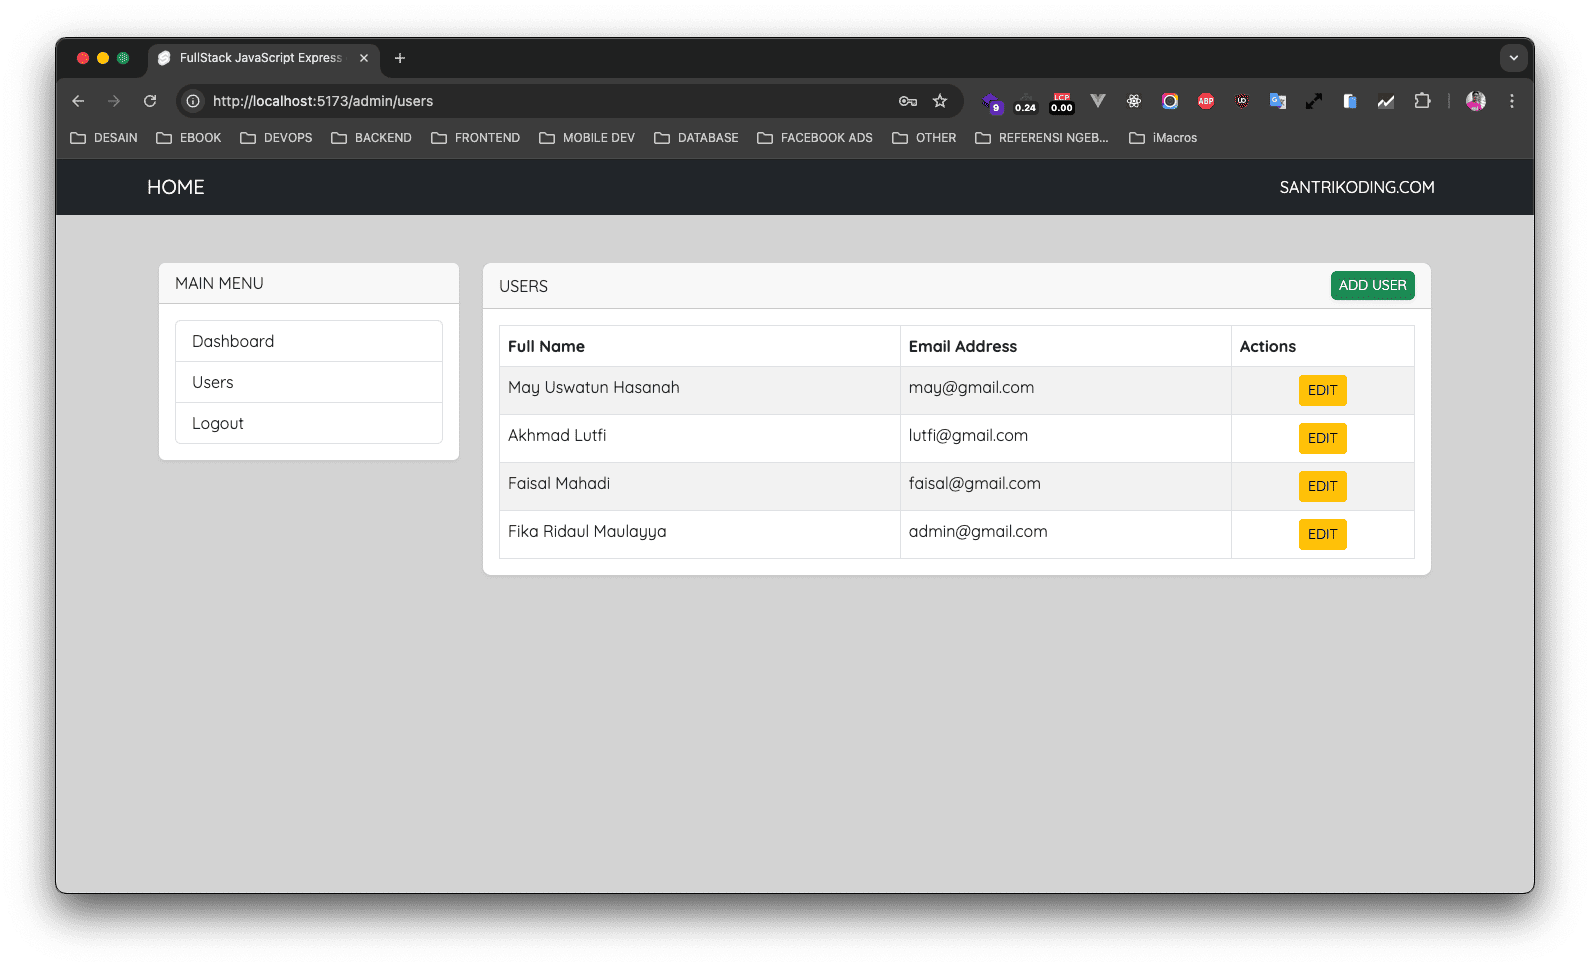 FullStack JavaScript Express
http://localhost:5173/admin/users
9
0.24
LCP
0.00
ABP
DESAIN EBOOK DEVOPS BACKEND FRONTEND MOBILE DEV DATABASE FACEBOOK ADS OTHER REFERENSI NGEB... iMacros
HOME SANTRIKODING.COM
MAIN MENU
Dashboard
Users
Logout
USERS ADD USER
Full Name Email Address Actions
May Uswatun Hasanah may@gmail.com EDIT
Akhmad Lutfi lutfi@gmail.com EDIT
Faisal Mahadi faisal@gmail.com EDIT
Fika Ridaul Maulayya admin@gmail.com EDIT